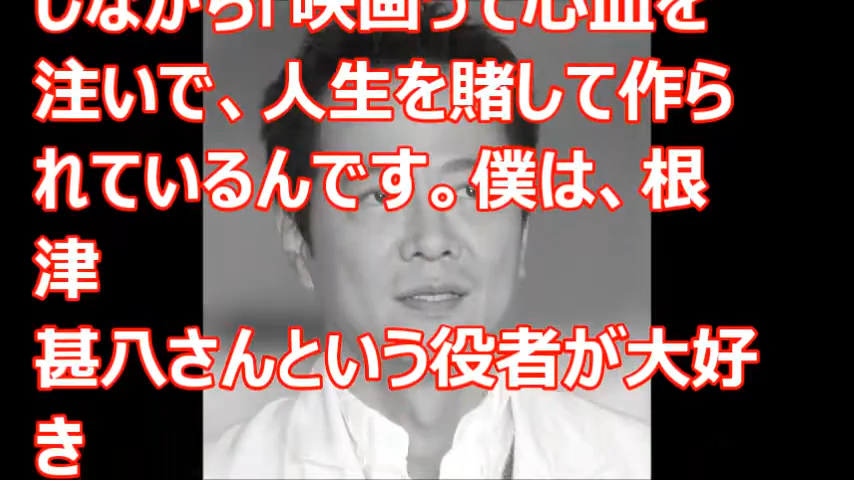 しながら「映画って心血を
注いで、人生を賭して作ら
れているんです。僕は、根
津
甚八さんという役者が大好
き